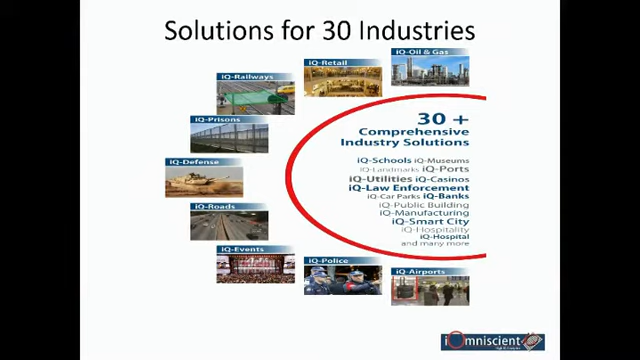 Solutions for 30 Industries
iQ-Oil & Gas
iQ-Retail
iQ-Railways
iQ-Prisons
iQ-Defense
iQ-Roads
iQ-Events
iQ-Police
iQ-Airports
30 +
Comprehensive
Industry Solutions
iQ-Schools iQ-Museums
iQ-Landmarks iQ-Ports
iQ-Utilities iQ-Casinos
iQ-Law Enforcement
iQ-Car Parks iQ-Banks
iQ-Public Building
iQ-Manufacturing
iQ-Smart City
iQ-Hospitality
iQ-Hospital
and many more
iOmniscient